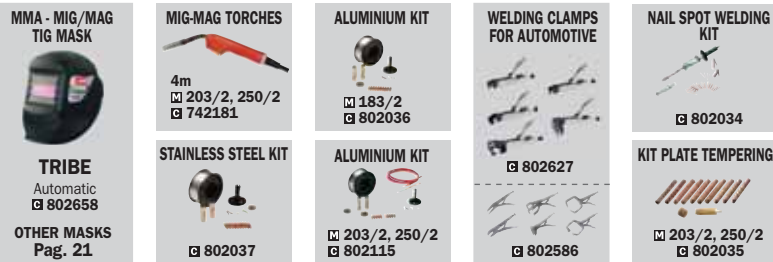 MMA - MIG/MAG
TIG MASK
TRIBE
Automatic
C 802658
OTHER MASKS
Pag. 21
MIG-MAG TORCHES
4m
M 203/2, 250/2
C 742181
STAINLESS STEEL KIT
C 802037
ALUMINIUM KIT
M 183/2
C 802036
ALUMINIUM KIT
M 203/2, 250/2
C 802115
WELDING CLAMPS
FOR AUTOMOTIVE
C 802627
C 802586
NAIL SPOT WELDING
KIT
C 802034
KIT PLATE TEMPERING
M 203/2, 250/2
C 802035